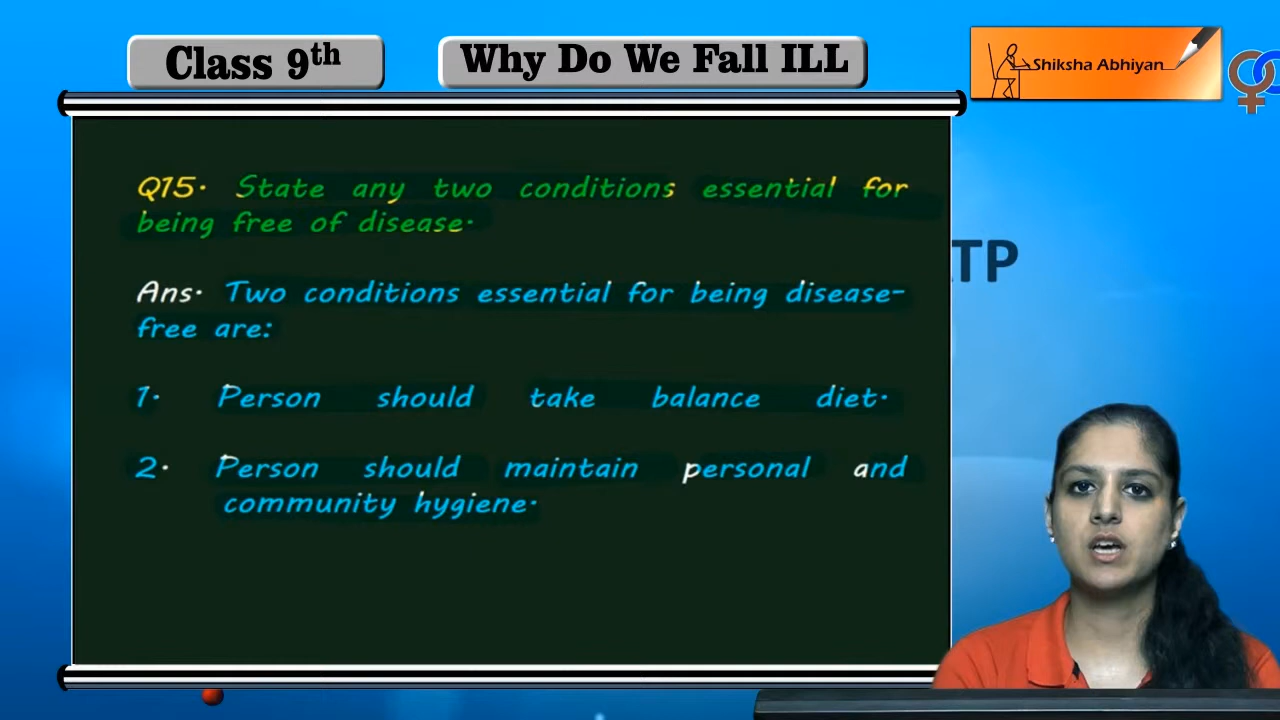 Class 9th
Why Do We Fall ILL
Shiksha Abhiyan
TP
Q15. State any two conditions essential for
being free of disease.
Ans. Two conditions essential for being disease-
free are:
1. Person should take balance diet.
2. Person should maintain personal and
community hygiene.